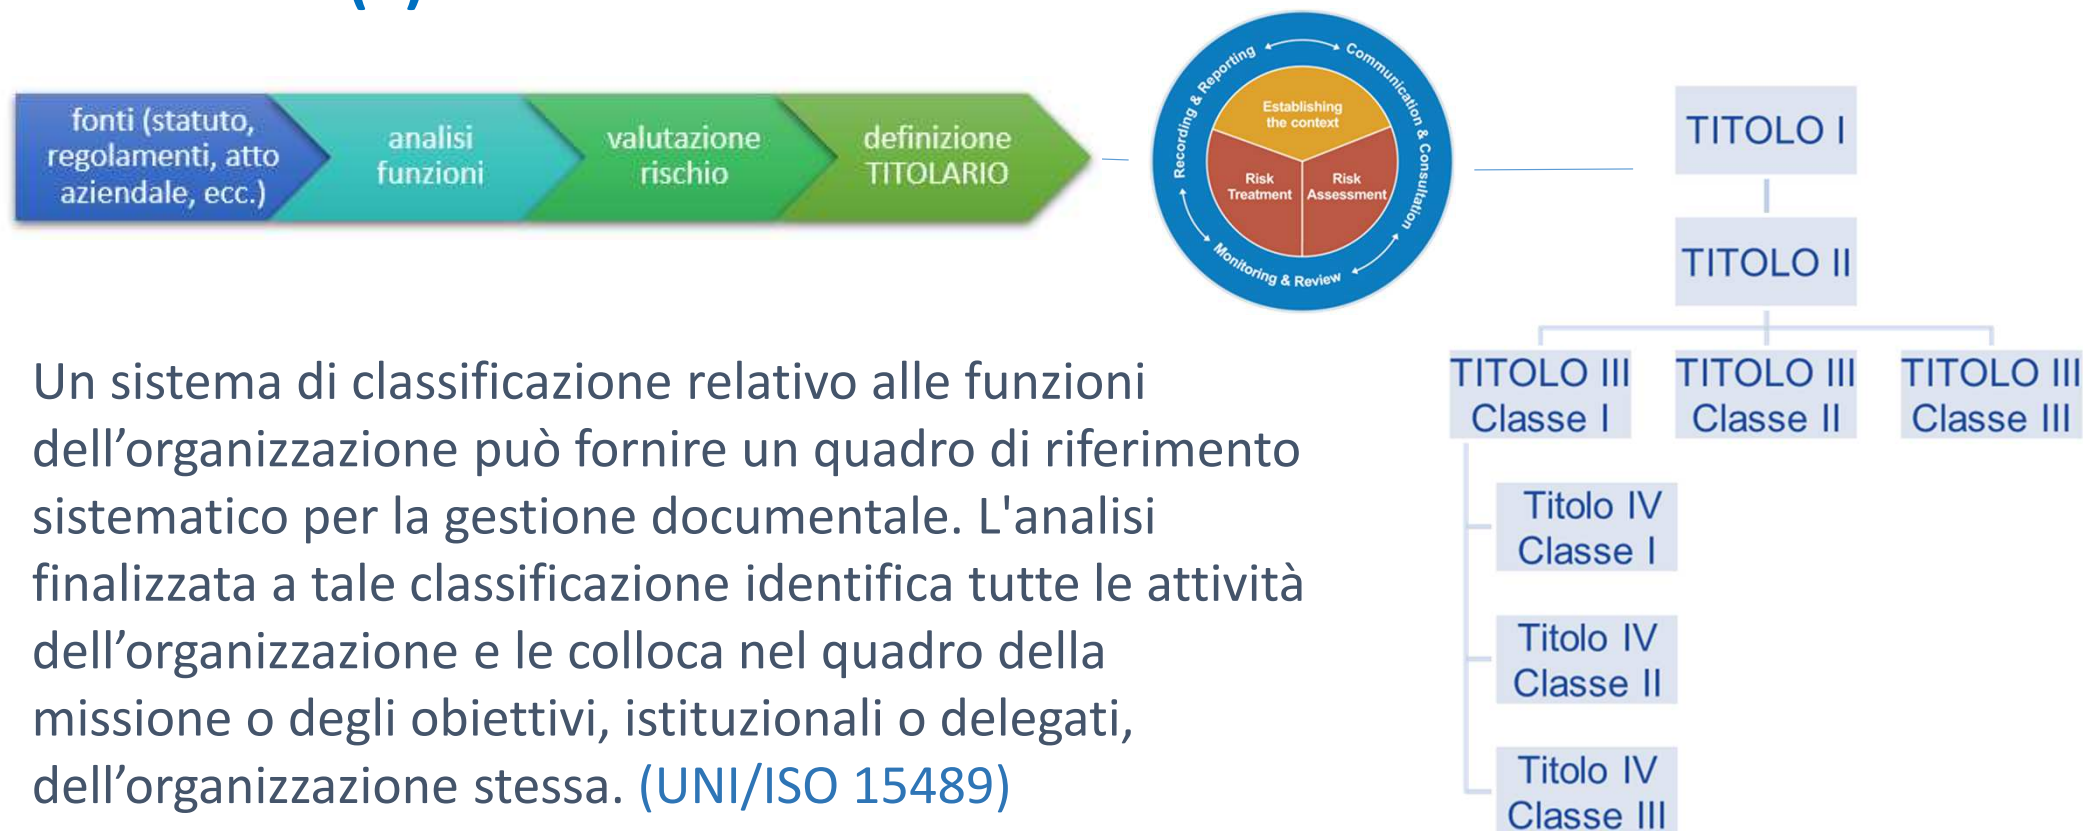 fonti (statuto,
regolamenti, atto
aziendale, ecc.)
analisi
funzioni
valutazione
rischio
definizione
TITOLARIO
Recording & Reporting
Communication & Consultation
Monitoring & Review
Establishing
the context
Risk
Treatment
Risk
Assessment
TITOLO I
TITOLO II
TITOLO III
Classe I
TITOLO III
Classe II
TITOLO III
Classe III
Titolo IV
Classe I
Titolo IV
Classe II
Titolo IV
Classe III
Un sistema di classificazione relativo alle funzioni
dell’organizzazione può fornire un quadro di riferimento
sistematico per la gestione documentale. L'analisi
finalizzata a tale classificazione identifica tutte le attività
dell’organizzazione e le colloca nel quadro della
missione o degli obiettivi, istituzionali o delegati,
dell’organizzazione stessa. (UNI/ISO 15489)